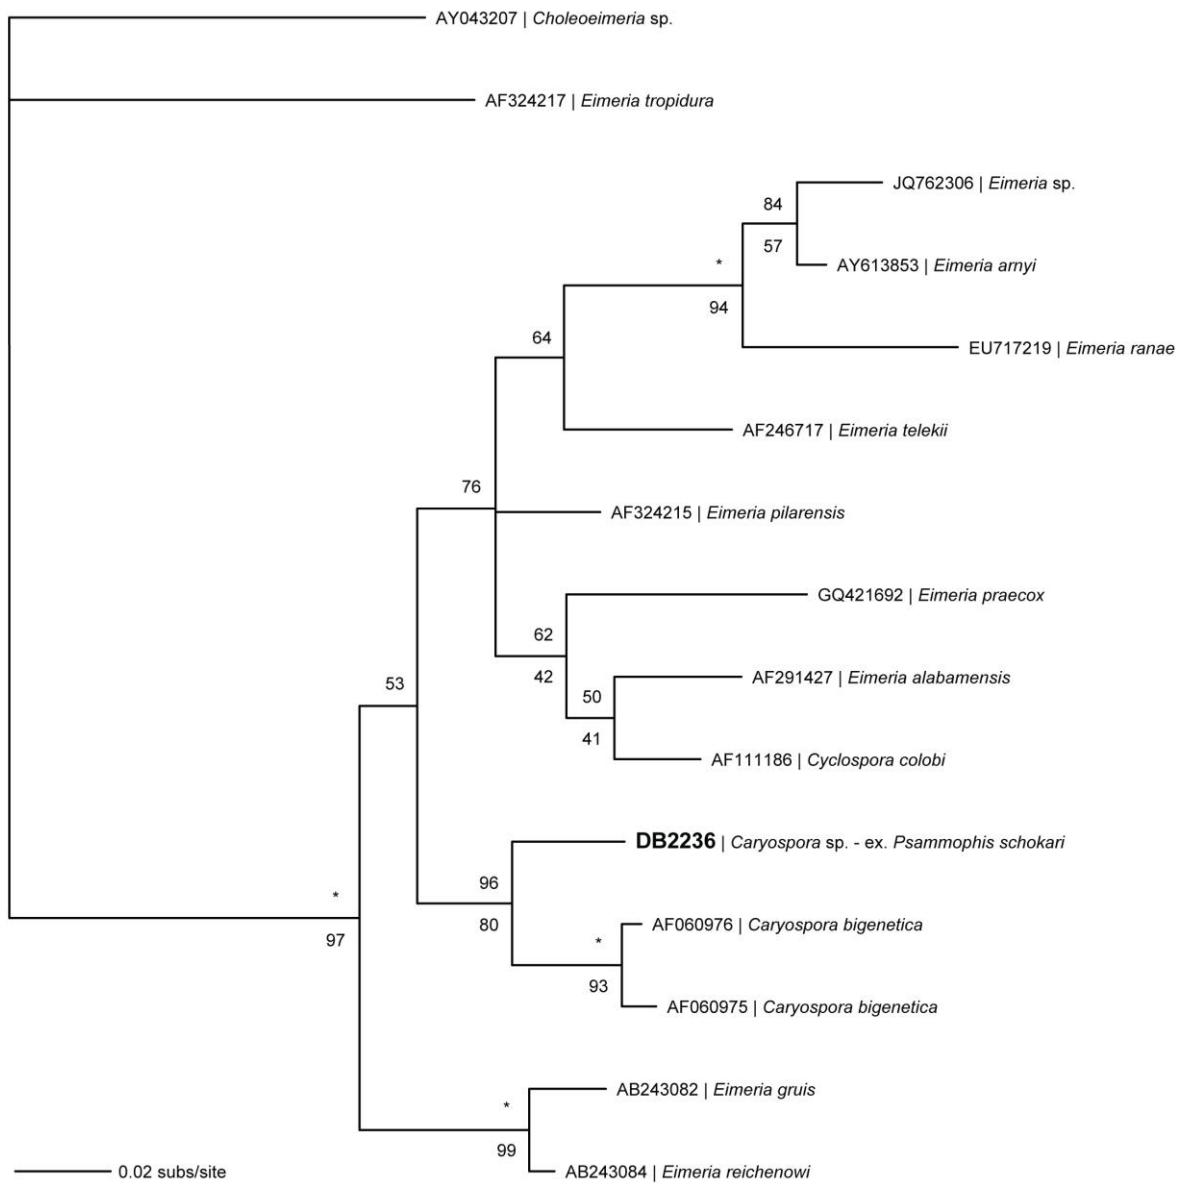 AY043207 | Choleoeimeria sp.
AF324217 | Eimeria tropidura
JQ762306 | Eimeria sp.
84
57
AY613853 | Eimeria arnyi
*
94
EU717219 | Eimeria ranae
64
AF246717 | Eimeria telekii
76
AF324215 | Eimeria pilarensis
GQ421692 | Eimeria praecox
62
42
AF291427 | Eimeria alabamensis
53
50
41
AF111186 | Cyclospora colobi
DB2236 | Caryospora sp. - ex. Psammophis schokari
96
80
AF060976 | Caryospora bigenetica
*
93
AF060975 | Caryospora bigenetica
*
97
AB243082 | Eimeria gruis
*
99
AB243084 | Eimeria reichenowi
0.02 subs/site